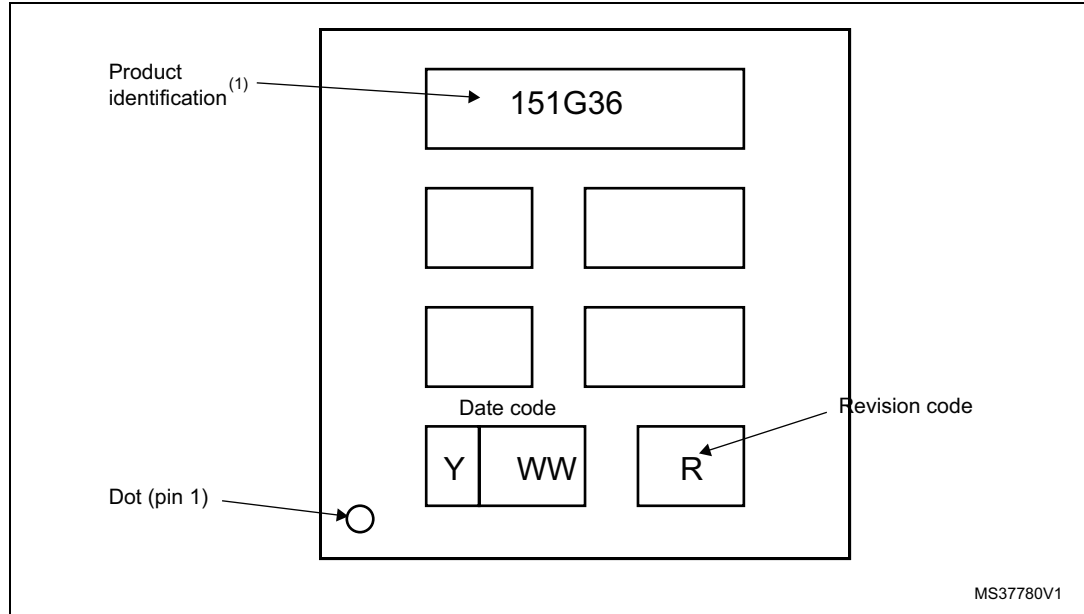 Product
identification(1)
151G36
Date code
Revision code
Y WW R
Dot (pin 1)
MS37780V1